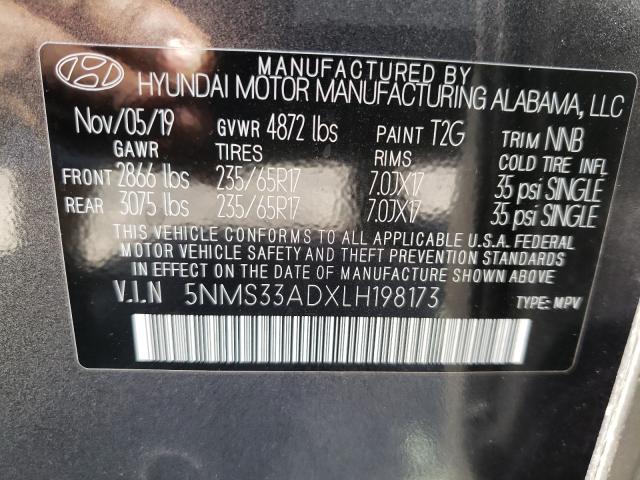 MANUFACTURED BY
HYUNDAI MOTOR MANUFACTURING ALABAMA, LLC
Nov/05/19 GVWR 4872 lbs PAINT T2G TRIM NNB
GAWR TIRES RIMS COLD TIRE INFL
FRONT 2866 lbs 235/65R17 7.0JX17 35 psi SINGLE
REAR 3075 lbs 235/65R17 7.0JX17 35 psi SINGLE
THIS VEHICLE CONFORMS TO ALL APPLICABLE U.S.A. FEDERAL
MOTOR VEHICLE SAFETY AND THEFT PREVENTION STANDARDS
IN EFFECT ON THE DATE OF MANUFACTURE SHOWN ABOVE
V.I.N 5NMS33ADXLH198173 TYPE: MPV